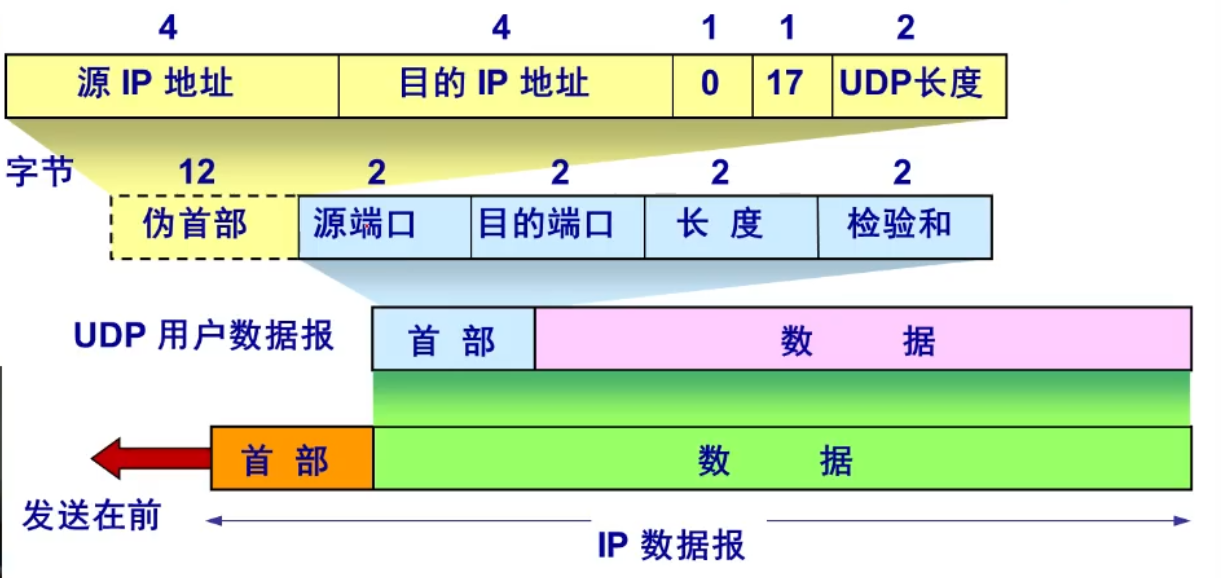 4 4 1 1 2
源 IP 地址 目的 IP 地址 0 17 UDP长度
字节 12 2 2 2 2
伪首部 源端口 目的端口 长 度 检验和
UDP 用户数据报 首 部 数 据
首 部 数 据
发送在前
IP 数据报